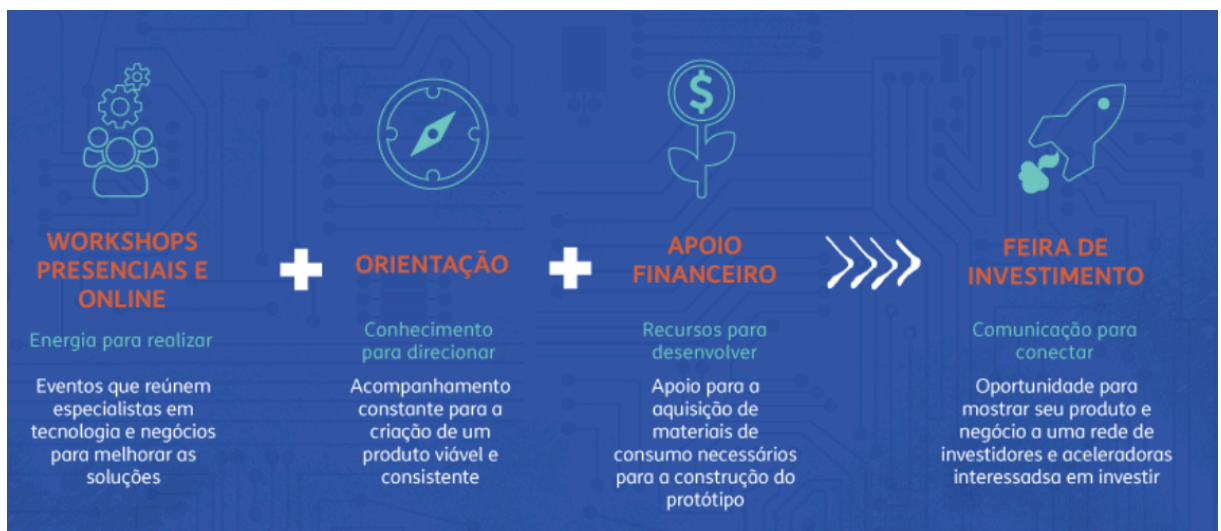 WORKSHOPS
PRESENCIAIS E
ONLINE
Energia para realizar
Eventos que reúnem
especialistas em
tecnologia e negócios
para melhorar as
soluções
ORIENTAÇÃO
Conhecimento
para direcionar
Acompanhamento
constante para a
criação de um
produto viável e
consistente
$
APOIO
FINANCEIRO
Recursos para
desenvolver
Apoio para a
aquisição de
materiais de
consumo necessários
para a construção do
protótipo
FEIRA DE
INVESTIMENTO
Comunicação para
conectar
Oportunidade para
mostrar seu produto e
negócio a uma rede de
investidores e aceleradoras
interessadsa em investir